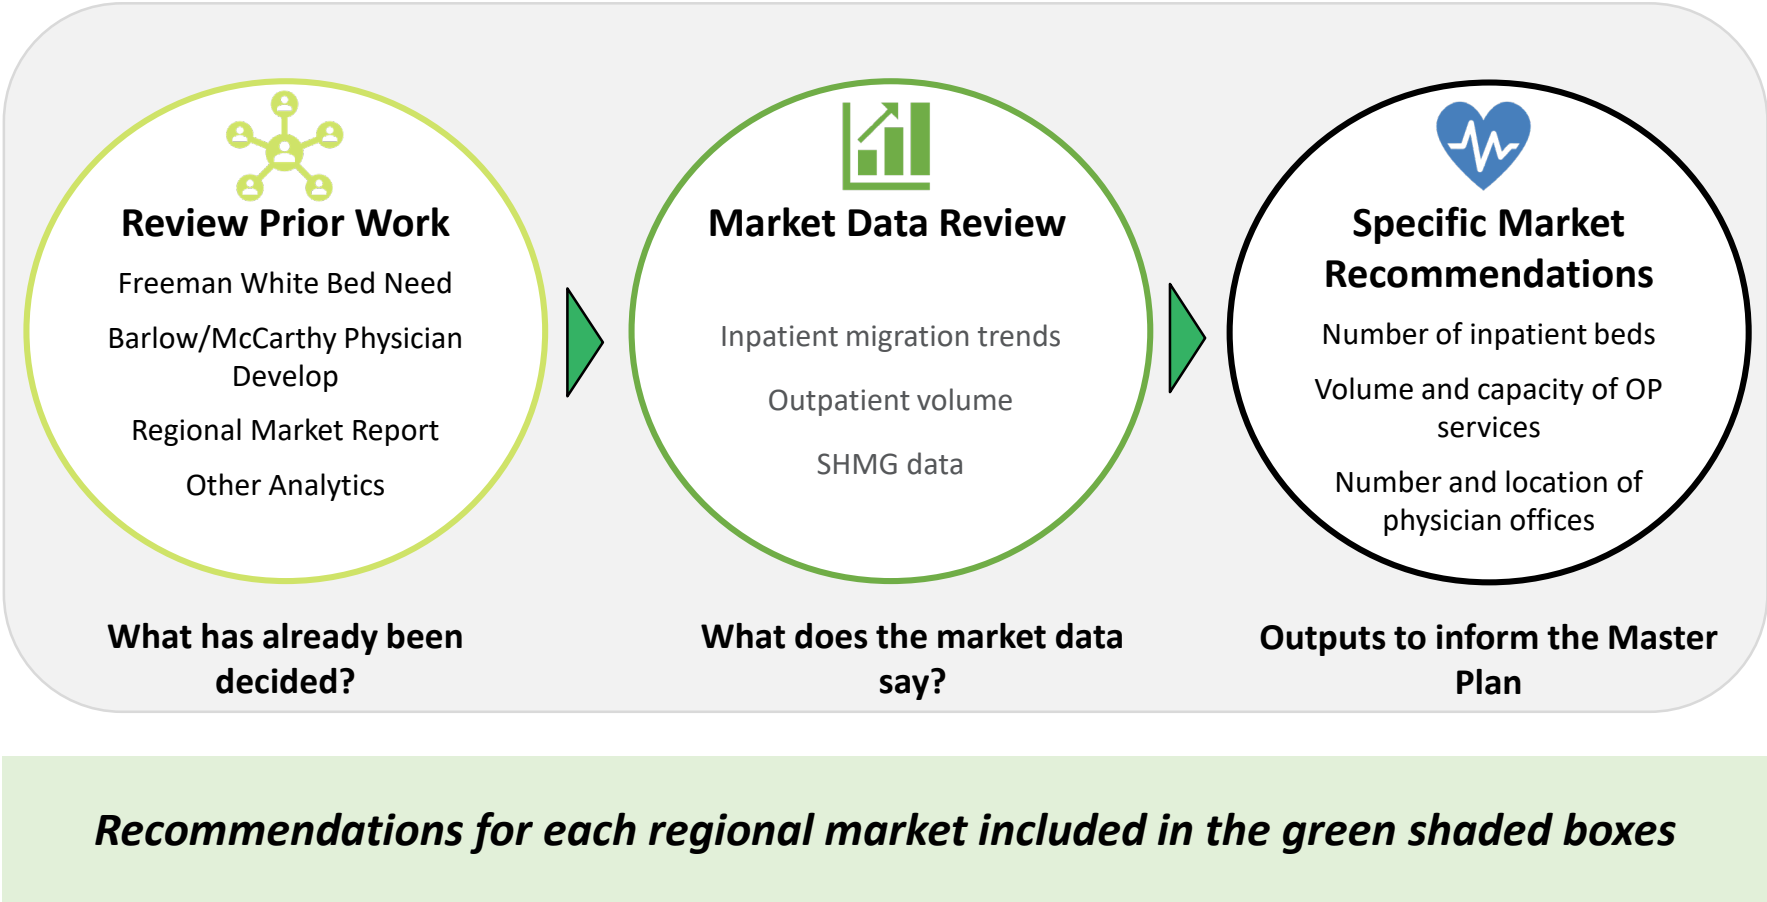 Review Prior Work
Freeman White Bed Need
Barlow/McCarthy Physician
Develop
Regional Market Report
Other Analytics
What has already been
decided?
Market Data Review
Inpatient migration trends
Outpatient volume
SHMG data
What does the market data
say?
Specific Market
Recommendations
Number of inpatient beds
Volume and capacity of OP
services
Number and location of
physician offices
Outputs to inform the Master
Plan
Recommendations for each regional market included in the green shaded boxes